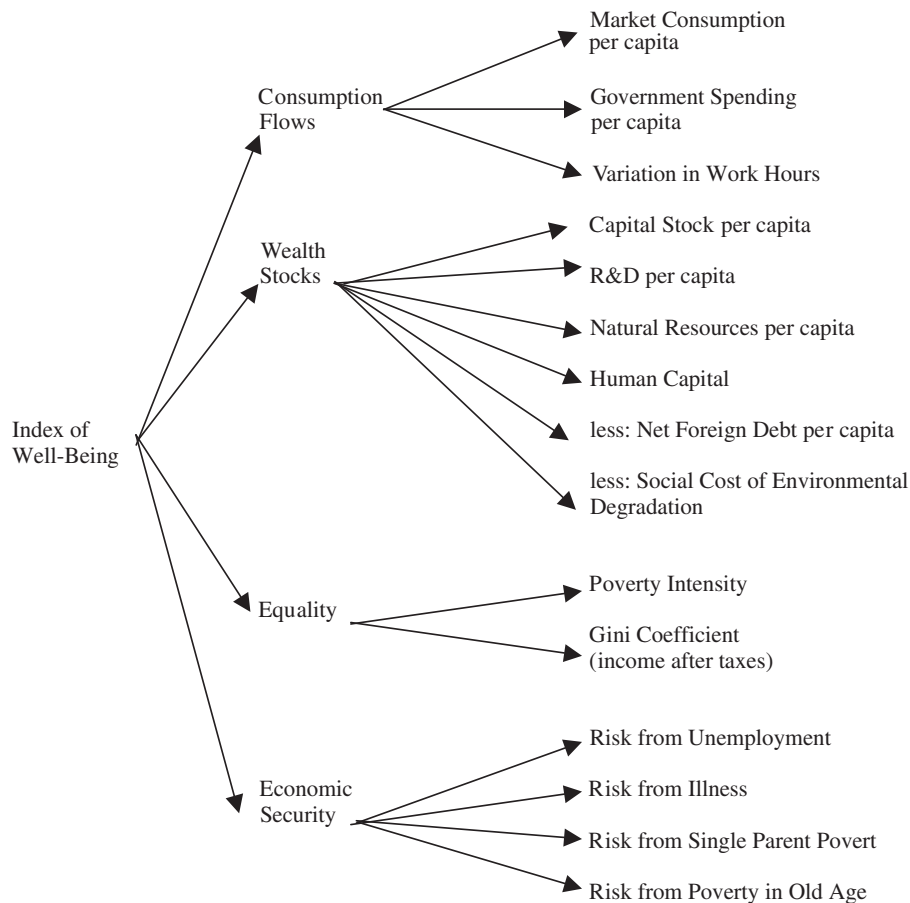 Market Consumption
per capita
Consumption
Flows
Government Spending
per capita
Variation in Work Hours
Wealth
Stocks
Capital Stock per capita
R&D per capita
Natural Resources per capita
Human Capital
Index of
Well-Being
less: Net Foreign Debt per capita
less: Social Cost of Environmental
Degradation
Equality
Poverty Intensity
Gini Coefficient
(income after taxes)
Economic
Security
Risk from Unemployment
Risk from Illness
Risk from Single Parent Povert
Risk from Poverty in Old Age